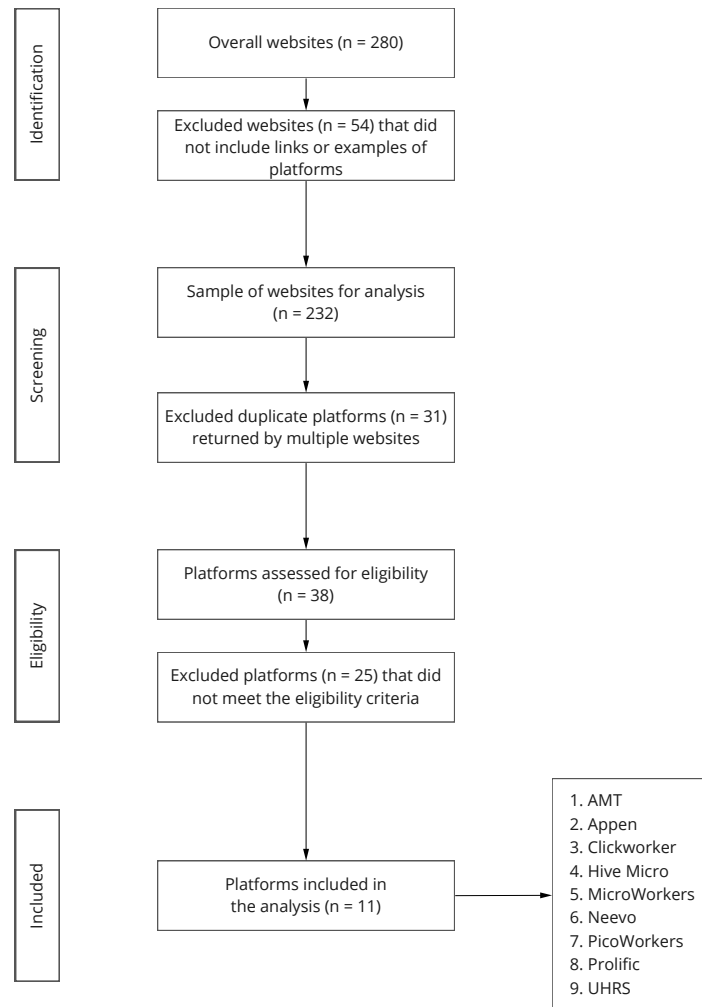 Identification
Overall websites (n = 280)
Excluded websites (n = 54) that did
not include links or examples of
platforms
Screening
Sample of websites for analysis
(n = 232)
Excluded duplicate platforms (n = 31)
returned by multiple websites
Eligibility
Platforms assessed for eligibility
(n = 38)
Excluded platforms (n = 25) that did
not meet the eligibility criteria
Included
Platforms included in
the analysis (n = 11)
1. AMT
2. Appen
3. Clickworker
4. Hive Micro
5. MicroWorkers
6. Neevo
7. PicoWorkers
8. Prolific
9. UHRS